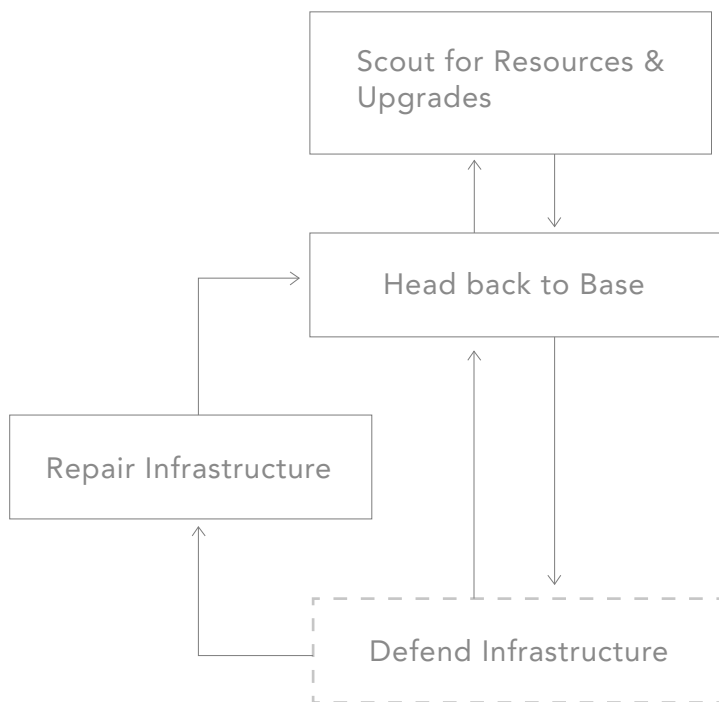 Scout for Resources &
Upgrades
Head back to Base
Repair Infrastructure
Defend Infrastructure